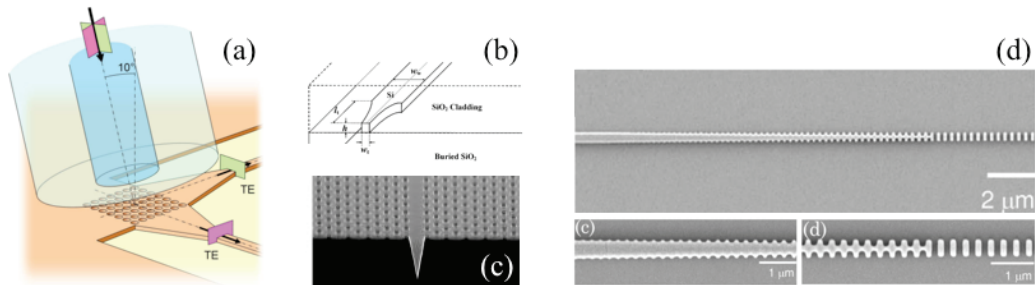 (a)
10°
TE
TE
(b)
Si
SiO₂ Cladding
Buried SiO₂
(c)
(d)
2 µm
(c)
1 µm
(d)
1 µm